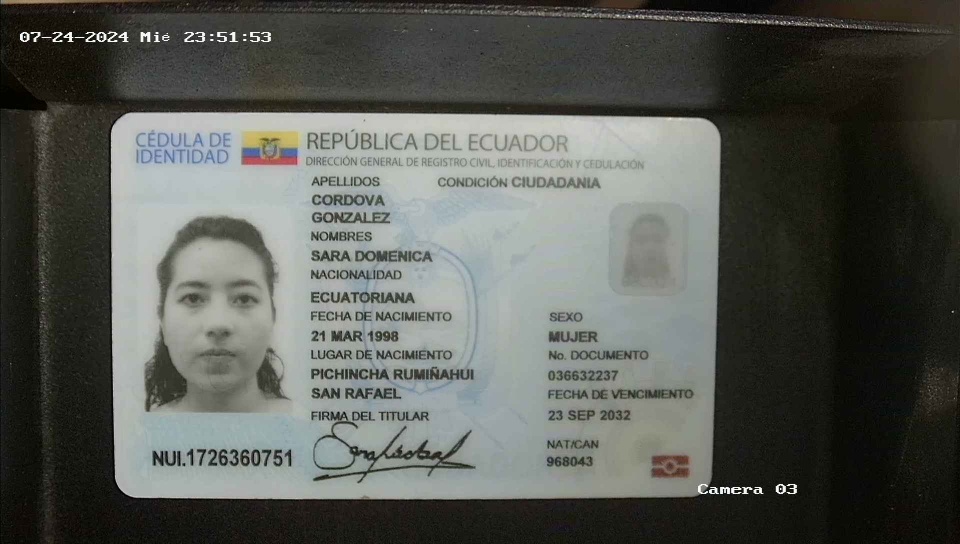 07-24-2024 Mié 23:51:53
CÉDULA DE
IDENTIDAD
REPÚBLICA DEL ECUADOR
DIRECCIÓN GENERAL DE REGISTRO CIVIL, IDENTIFICACIÓN Y CEDULACIÓN
APELLIDOS
CONDICIÓN CIUDADANIA
CORDOVA
GONZALEZ
NOMBRES
SARA DOMENICA
NACIONALIDAD
ECUATORIANA
FECHA DE NACIMIENTO
SEXO
21 MAR 1998
MUJER
LUGAR DE NACIMIENTO
No. DOCUMENTO
PICHINCHA RUMIÑAHUI
036632237
SAN RAFAEL
FECHA DE VENCIMIENTO
FIRMA DEL TITULAR
23 SEP 2032
NAT/CAN
NUI.1726360751
968043
Camera 03